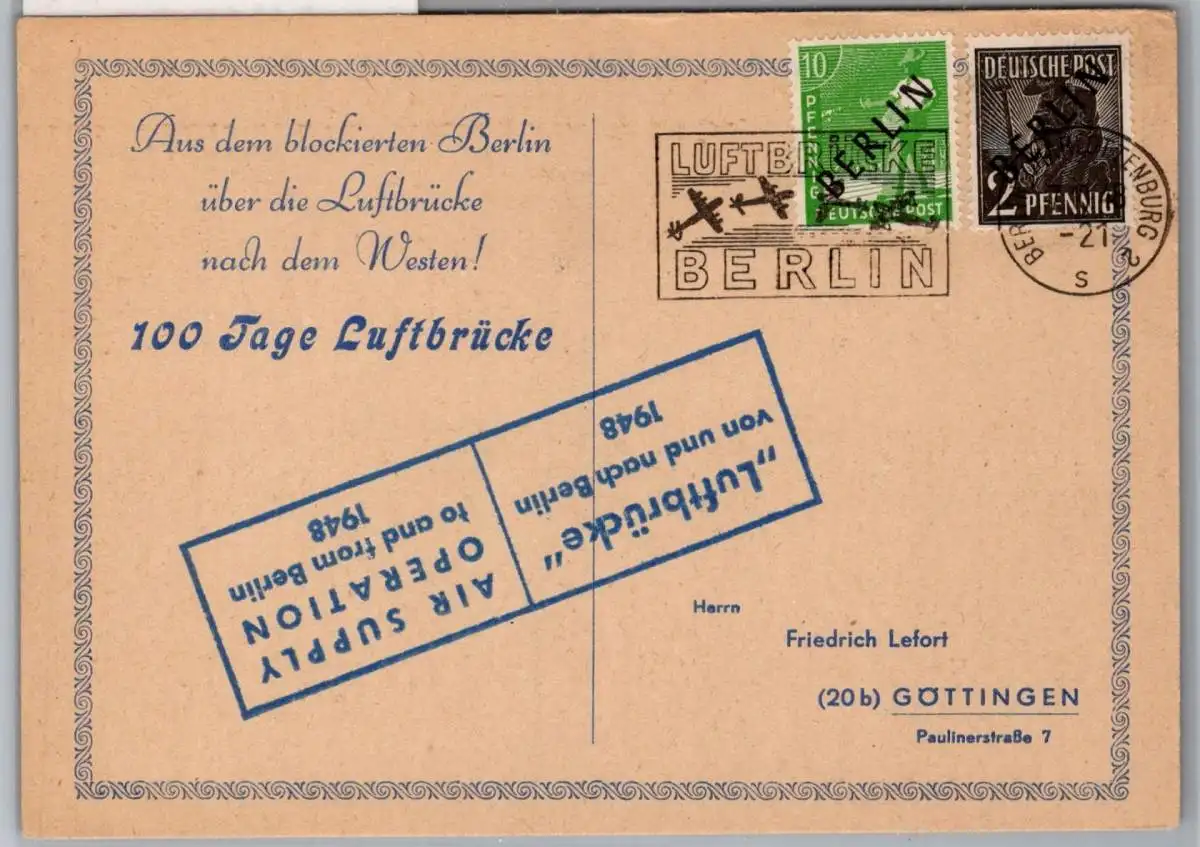 Aus dem blockierten Berlin
über die Luftbrücke
nach dem Westen!
100 Tage Luftbrücke
10
PFENNIG
BERLIN
DEUTSCHE POST
DEUTSCHE POST
BERLIN
2 PFENNIG
LUFTBRÜCKE
BERLIN
-21
S
„Luftbrücke“
von und nach Berlin
1948
AIR SUPPLY
OPERATION
to and from Berlin
1948
Herrn
Friedrich Lefort
(20b) GÖTTINGEN
Paulinerstraße 7